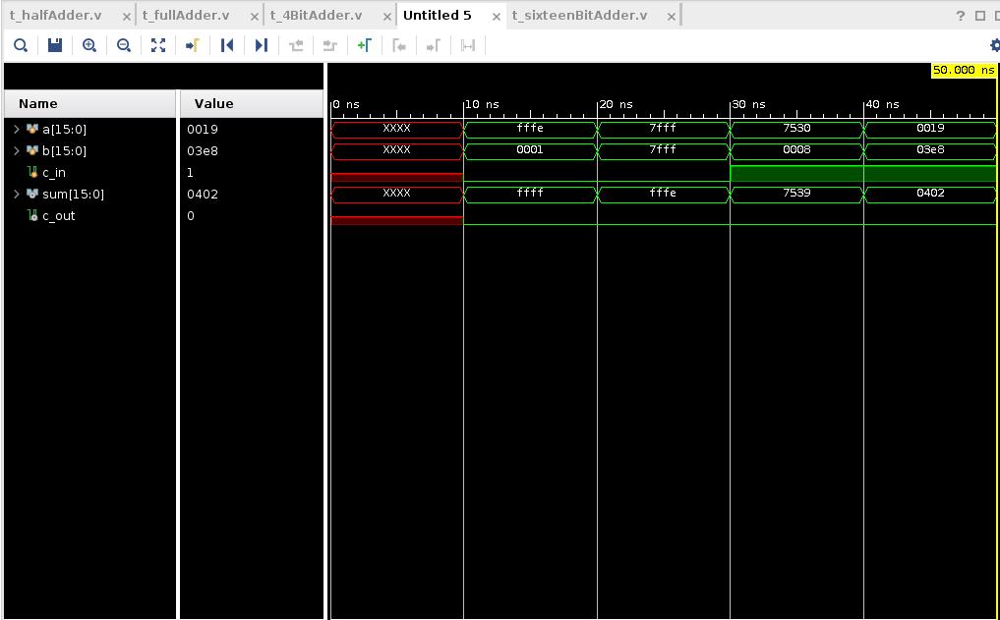 t_halfAdder.v × t_fullAdder.v × t_4BitAdder.v × Untitled 5 × t_sixteenBitAdder.v × ?
50.000 ns
Name Value 0 ns 10 ns 20 ns 30 ns 40 ns
a[15:0] 0019 XXXX fffe 7fff 7530 0019
b[15:0] 03e8 XXXX 0001 7fff 0008 03e8
c_in 1
sum[15:0] 0402 XXXX ffff fffe 7539 0402
c_out 0